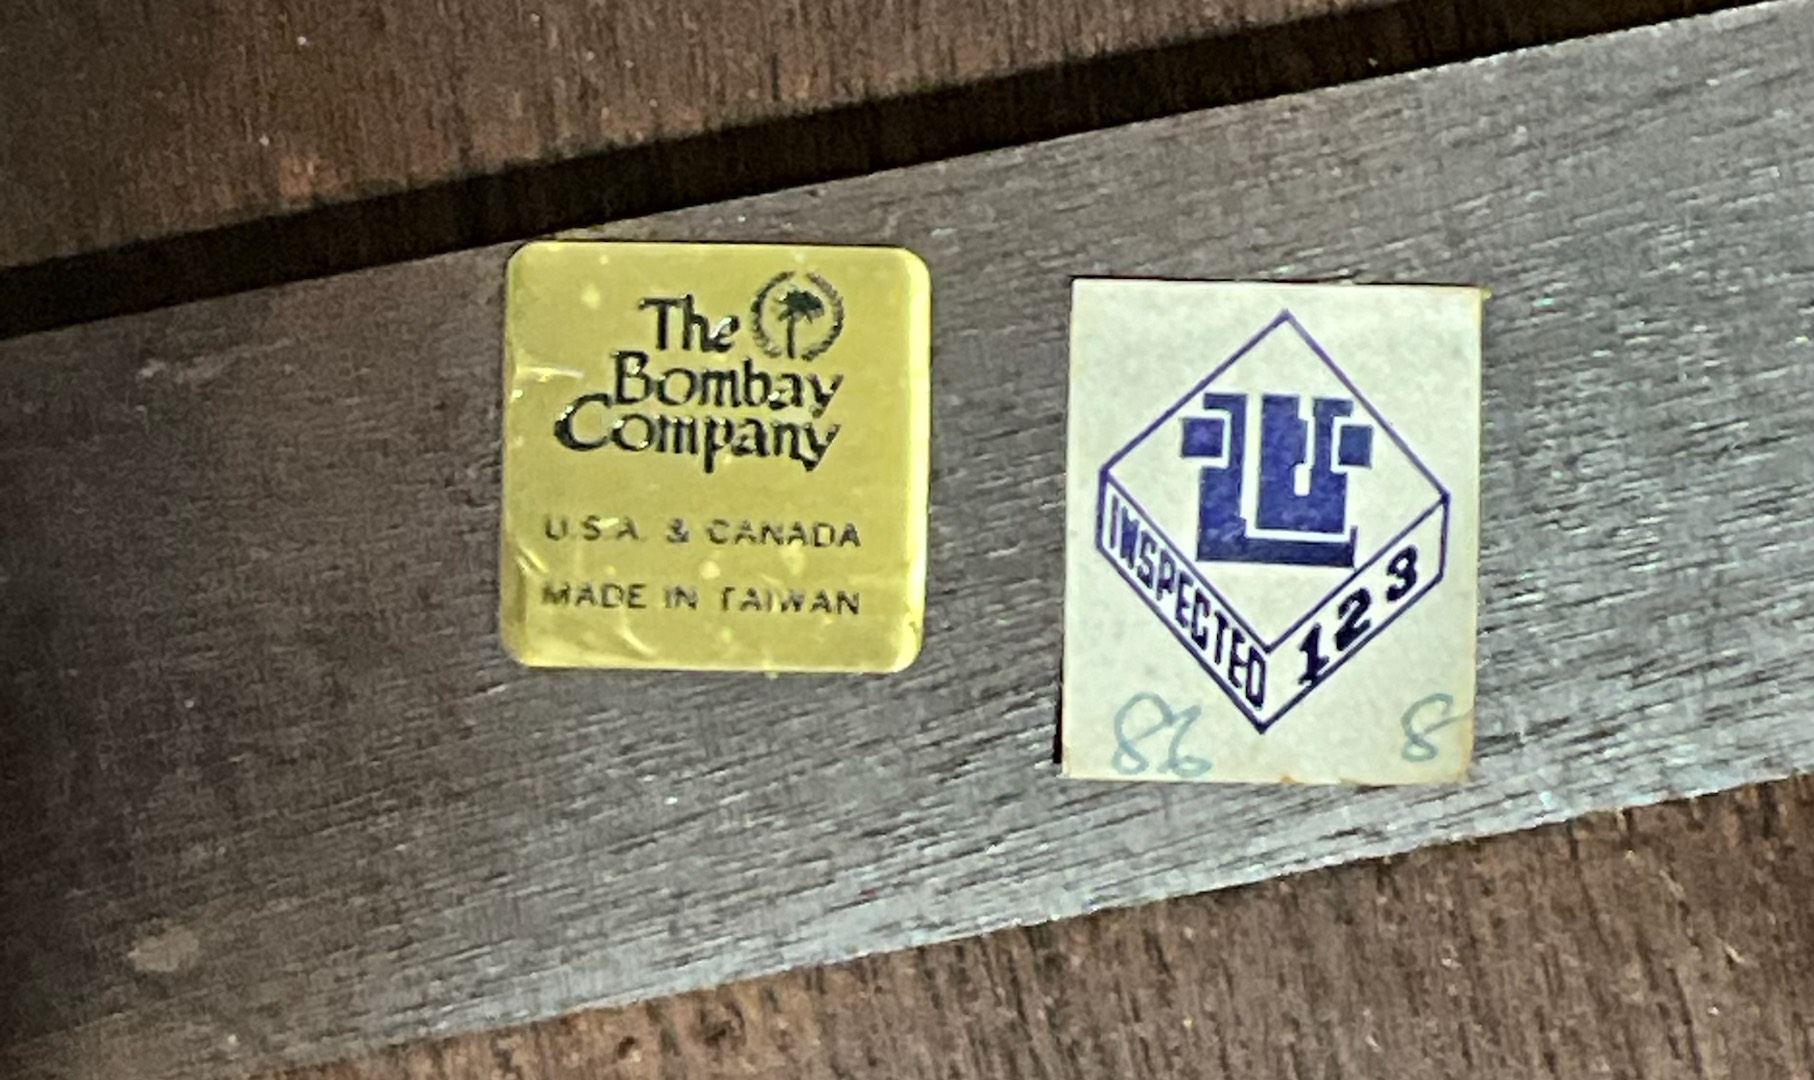 The
Bombay
Company
U.S.A. & CANADA
MADE IN TAIWAN
INSPECTED 123
86 8